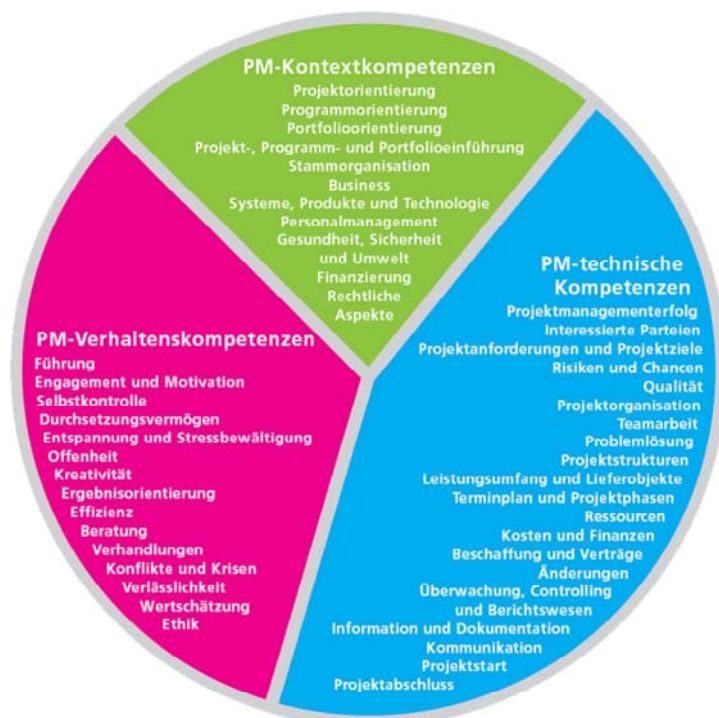 PM-Kontextkompetenzen
Projektorientierung
Programmorientierung
Portfolioorientierung
Projekt-, Programm- und Portfolioeinführung
Stammorganisation
Business
Systeme, Produkte und Technologie
Personalmanagement
Gesundheit, Sicherheit
und Umwelt
Finanzierung
Rechtliche
Aspekte
PM-technische
Kompetenzen
Projektmanagementerfolg
Interessierte Parteien
Projektanforderungen und Projektziele
Risiken und Chancen
Qualität
Projektorganisation
Teamarbeit
Problemlösung
Projektstrukturen
Leistungsumfang und Lieferobjekte
Terminplan und Projektphasen
Ressourcen
Kosten und Finanzen
Beschaffung und Verträge
Änderungen
Überwachung, Controlling
und Berichtswesen
Information und Dokumentation
Kommunikation
Projektstart
Projektabschluss
PM-Verhaltenskompetenzen
Führung
Engagement und Motivation
Selbstkontrolle
Durchsetzungsvermögen
Entspannung und Stressbewältigung
Offenheit
Kreativität
Ergebnisorientierung
Effizienz
Beratung
Verhandlungen
Konflikte und Krisen
Verlässlichkeit
Wertschätzung
Ethik